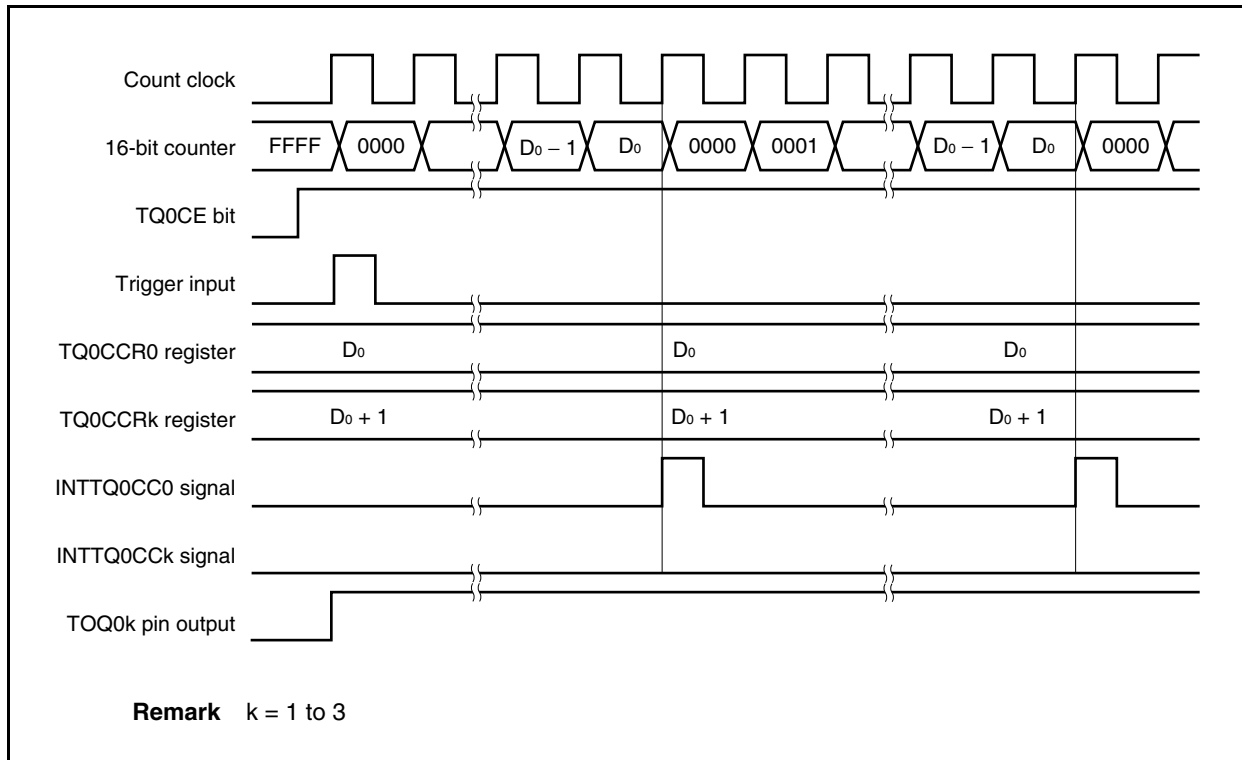 Count clock
16-bit counter FFFF 0000 D₀ − 1 D₀ 0000 0001 D₀ − 1 D₀ 0000
TQ0CE bit
Trigger input
TQ0CCR0 register D₀ D₀ D₀
TQ0CCRk register D₀ + 1 D₀ + 1 D₀ + 1
INTTQ0CC0 signal
INTTQ0CCk signal
TOQ0k pin output
Remark k = 1 to 3